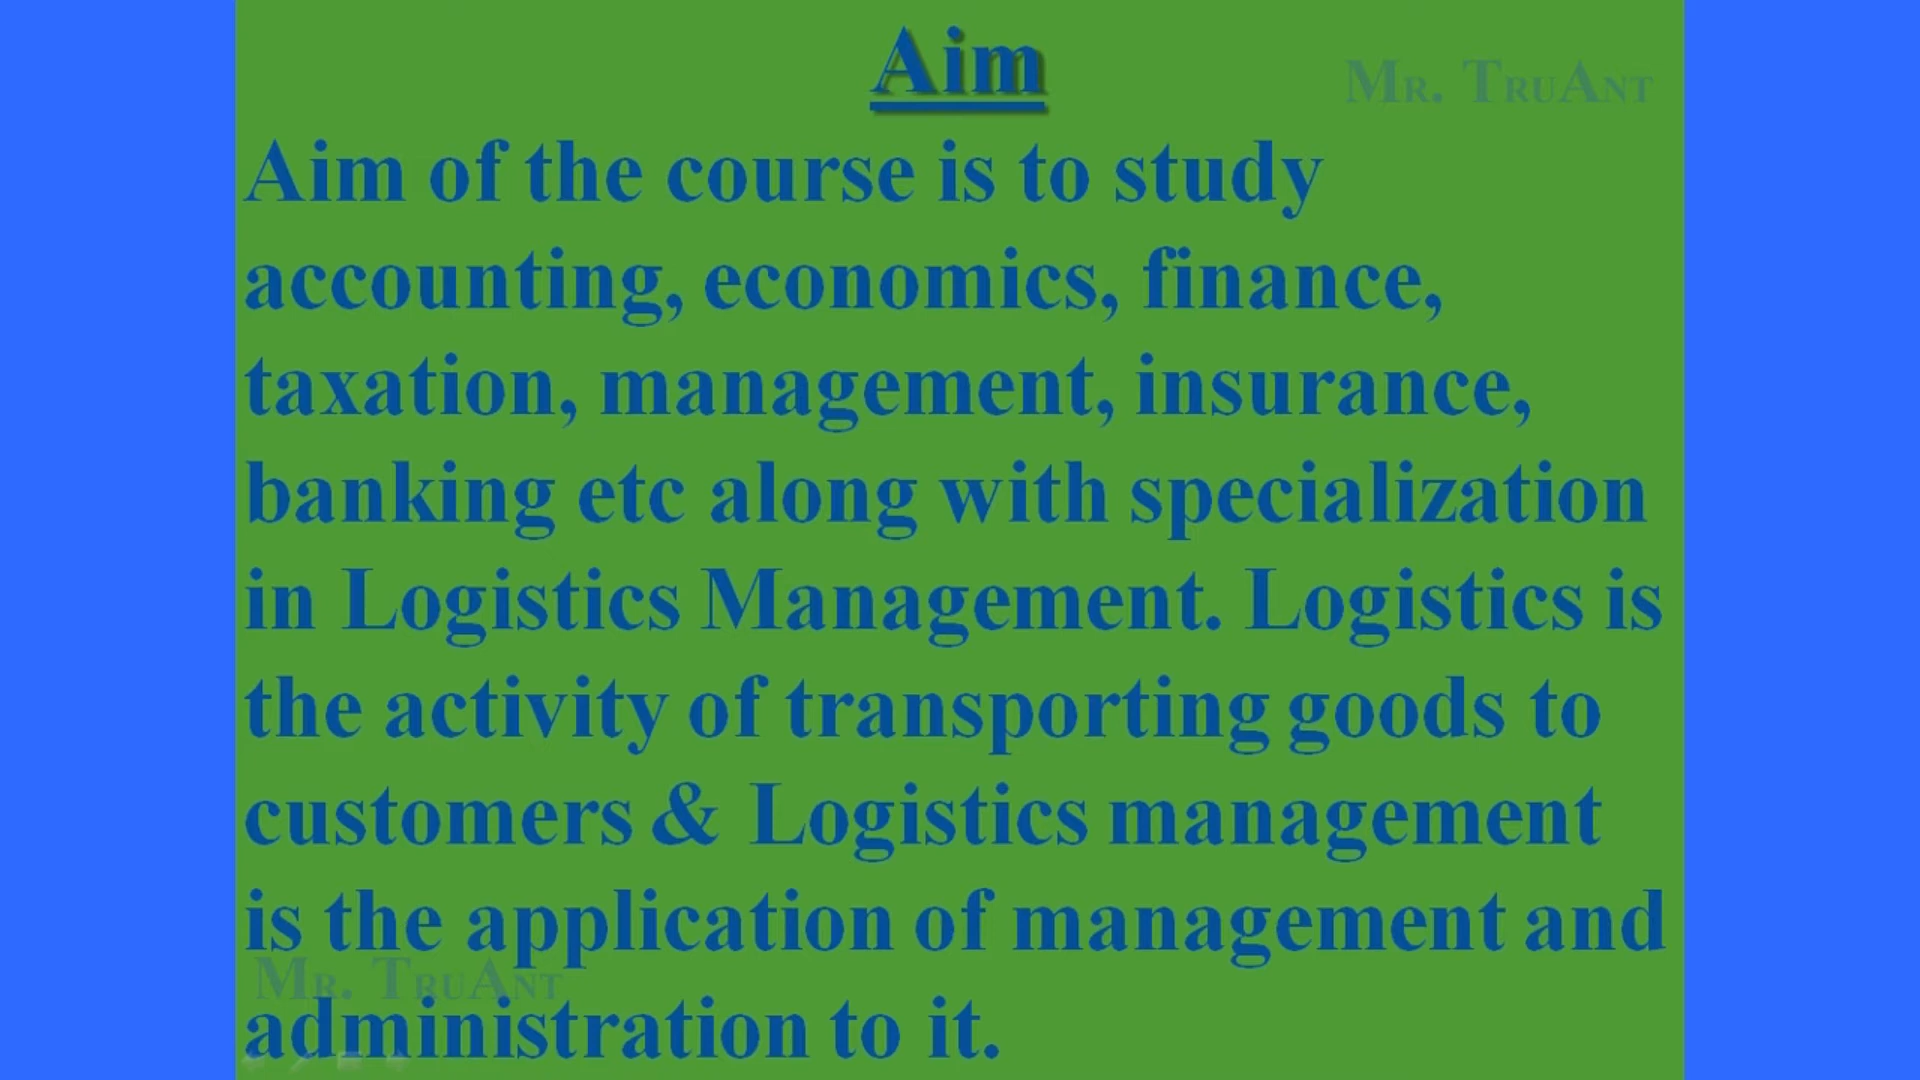 Aim
Mr. TruAnt
Aim of the course is to study
accounting, economics, finance,
taxation, management, insurance,
banking etc along with specialization
in Logistics Management. Logistics is
the activity of transporting goods to
customers & Logistics management
is the application of management and
Mr. TruAnt
administration to it.